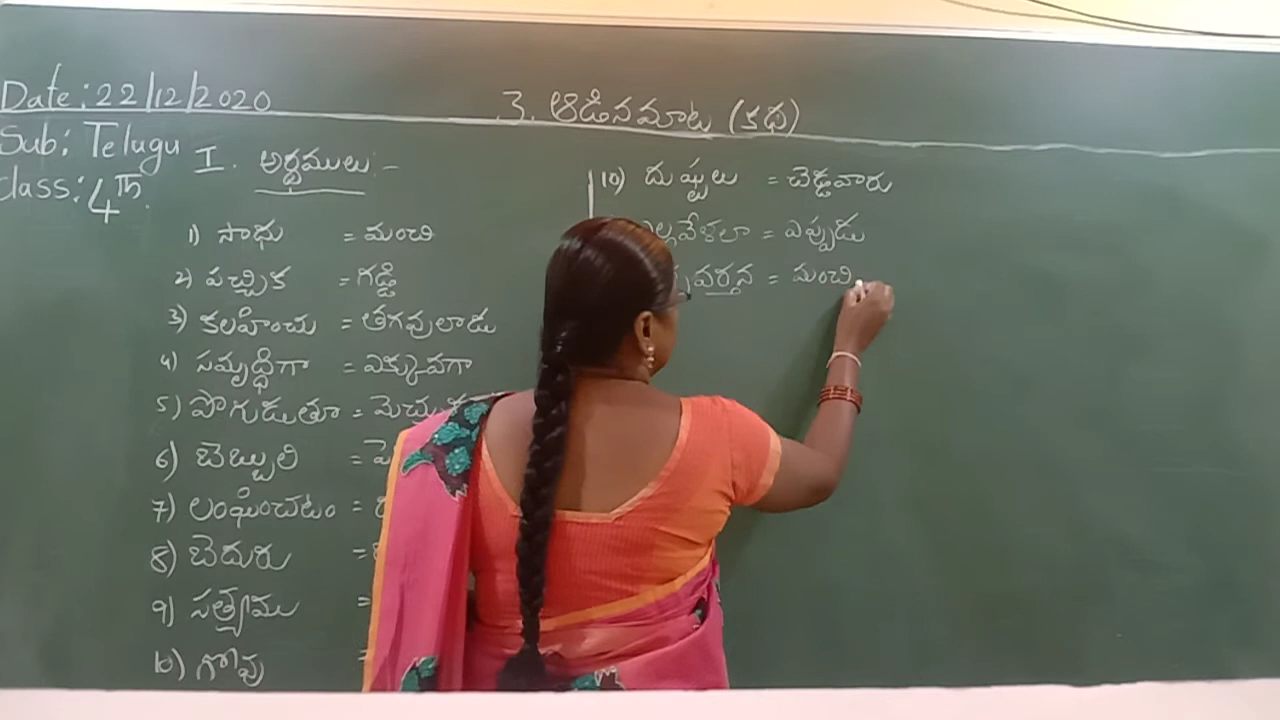 Date: 22/12/2020
3. ఆడినమాట (కథ)
Sub: Telugu
Class: 4th.
I. అర్థములు:-
1) సాధు = మంచి
2) పచ్చిక = గడ్డి
3) కలహించు = తగవులాడు
4) సమృద్ధిగా = ఎక్కువగా
5) పొగుడుతూ =
6) బెబ్బులి =
7) లంఘించటం =
8) బెదురు =
9) సత్యము =
10) గోవు =
10) దుష్టులు = చెడ్డవారు
ఎల్లవేళలా = ఎప్పుడు
= మంచి